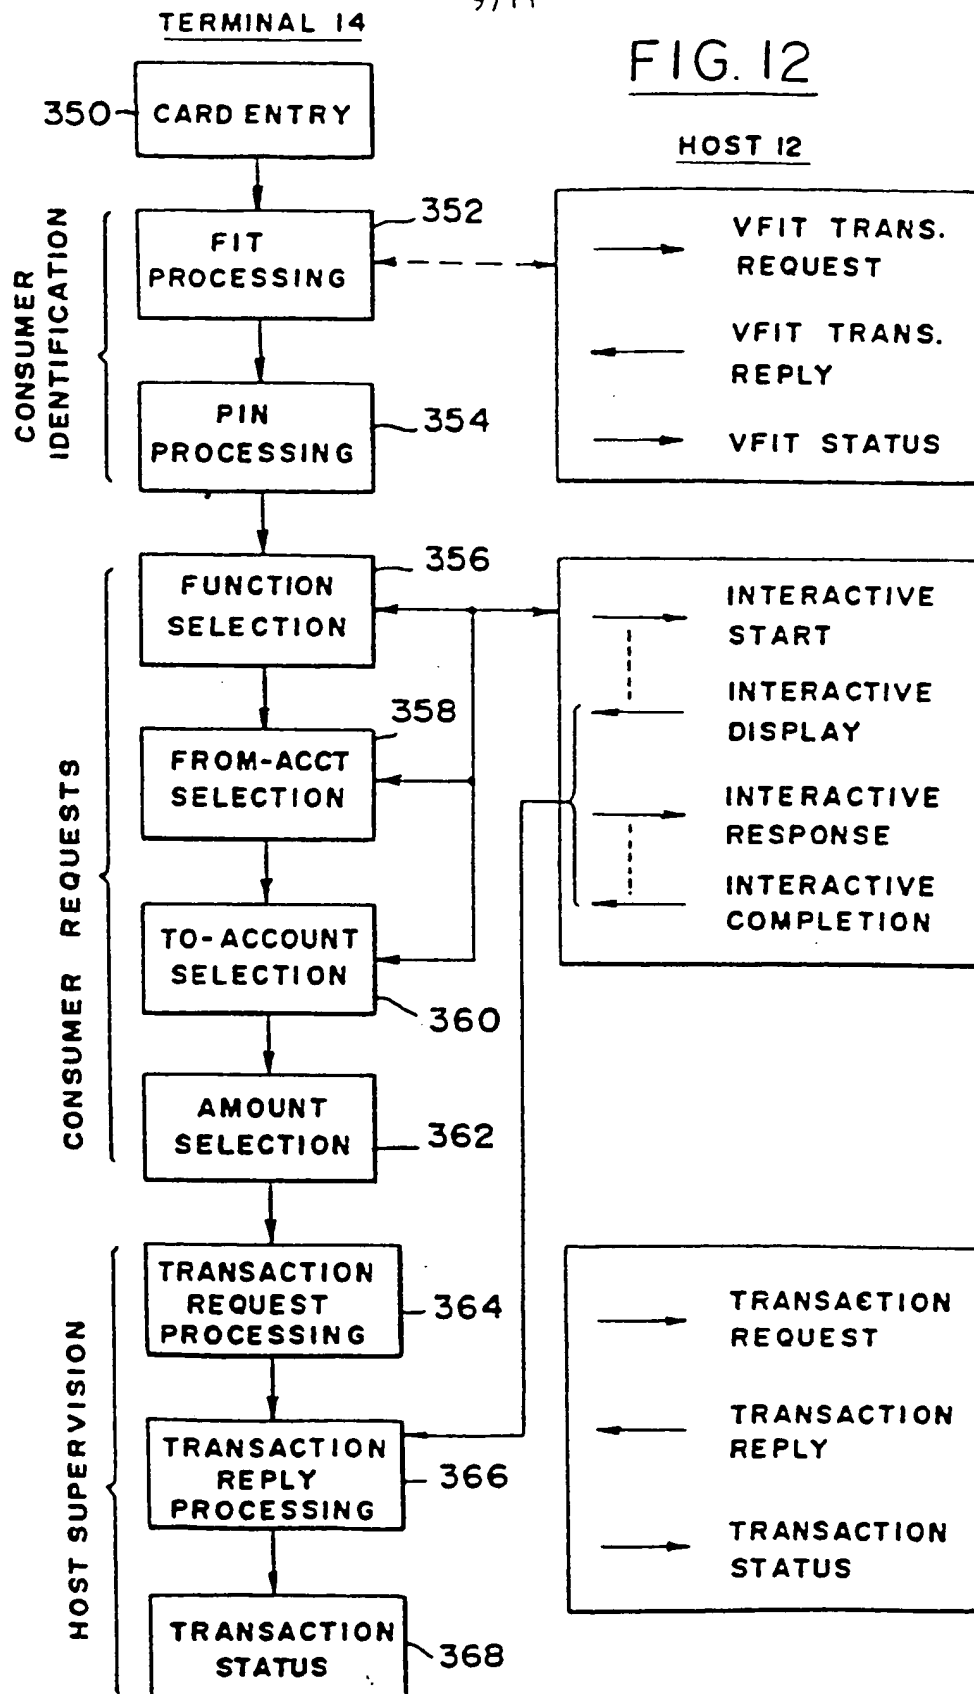 TERMINAL 14
FIG. 12
HOST 12
350
CARD ENTRY
CONSUMER
IDENTIFICATION
352
FIT
PROCESSING
354
PIN
PROCESSING
VFIT TRANS.
REQUEST
VFIT TRANS.
REPLY
VFIT STATUS
CONSUMER REQUESTS
356
FUNCTION
SELECTION
358
FROM-ACCT
SELECTION
TO-ACCOUNT
SELECTION
360
AMOUNT
SELECTION
362
INTERACTIVE
START
INTERACTIVE
DISPLAY
INTERACTIVE
RESPONSE
INTERACTIVE
COMPLETION
HOST SUPERVISION
TRANSACTION
REQUEST
PROCESSING
364
TRANSACTION
REPLY
PROCESSING
366
TRANSACTION
STATUS
368
TRANSACTION
REQUEST
TRANSACTION
REPLY
TRANSACTION
STATUS